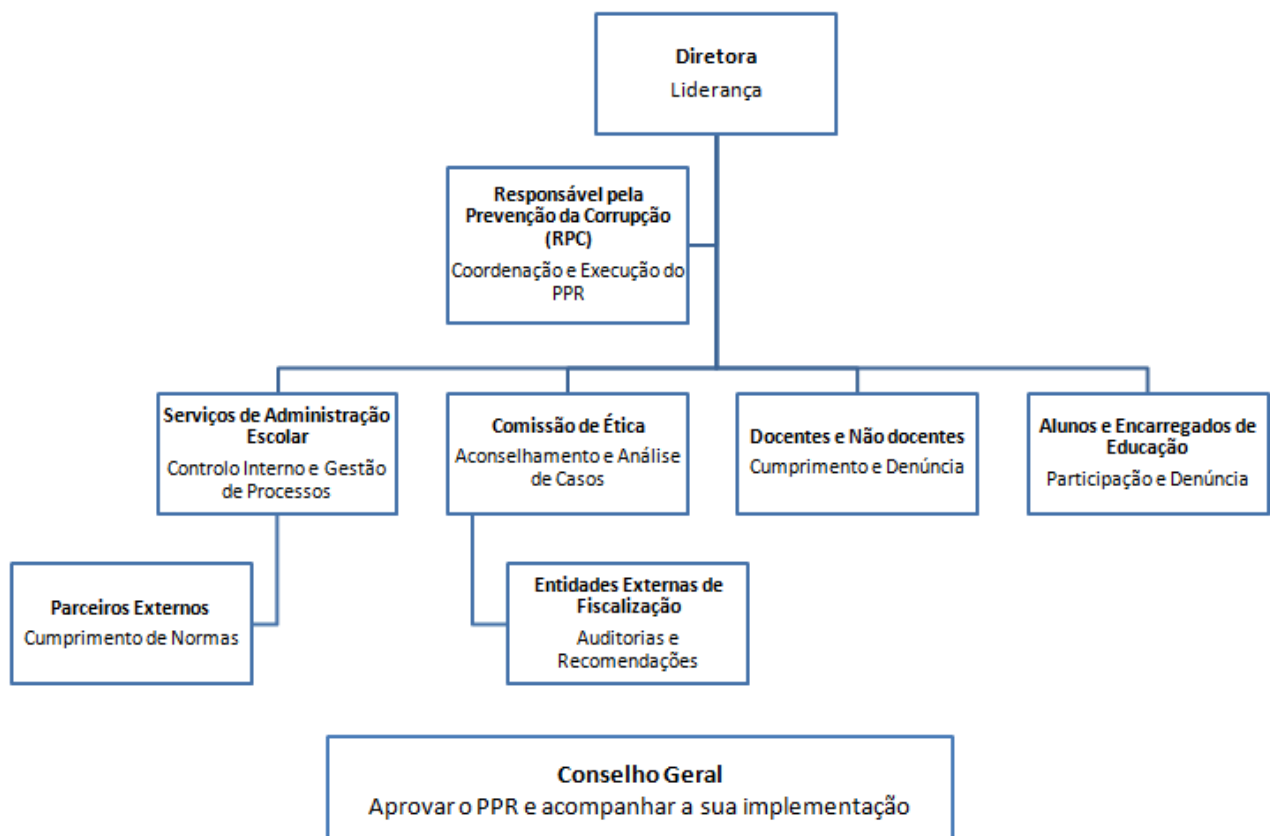 Diretora
Liderança
Responsável pela
Prevenção da Corrupção
(RPC)
Coordenação e Execução do
PPR
Serviços de Administração
Escolar
Controlo Interno e Gestão
de Processos
Comissão de Ética
Aconselhamento e Análise
de Casos
Docentes e Não docentes
Cumprimento e Denúncia
Alunos e Encarregados de
Educação
Participação e Denúncia
Parceiros Externos
Cumprimento de Normas
Entidades Externas de
Fiscalização
Auditorias e
Recomendações
Conselho Geral
Aprovar o PPR e acompanhar a sua implementação